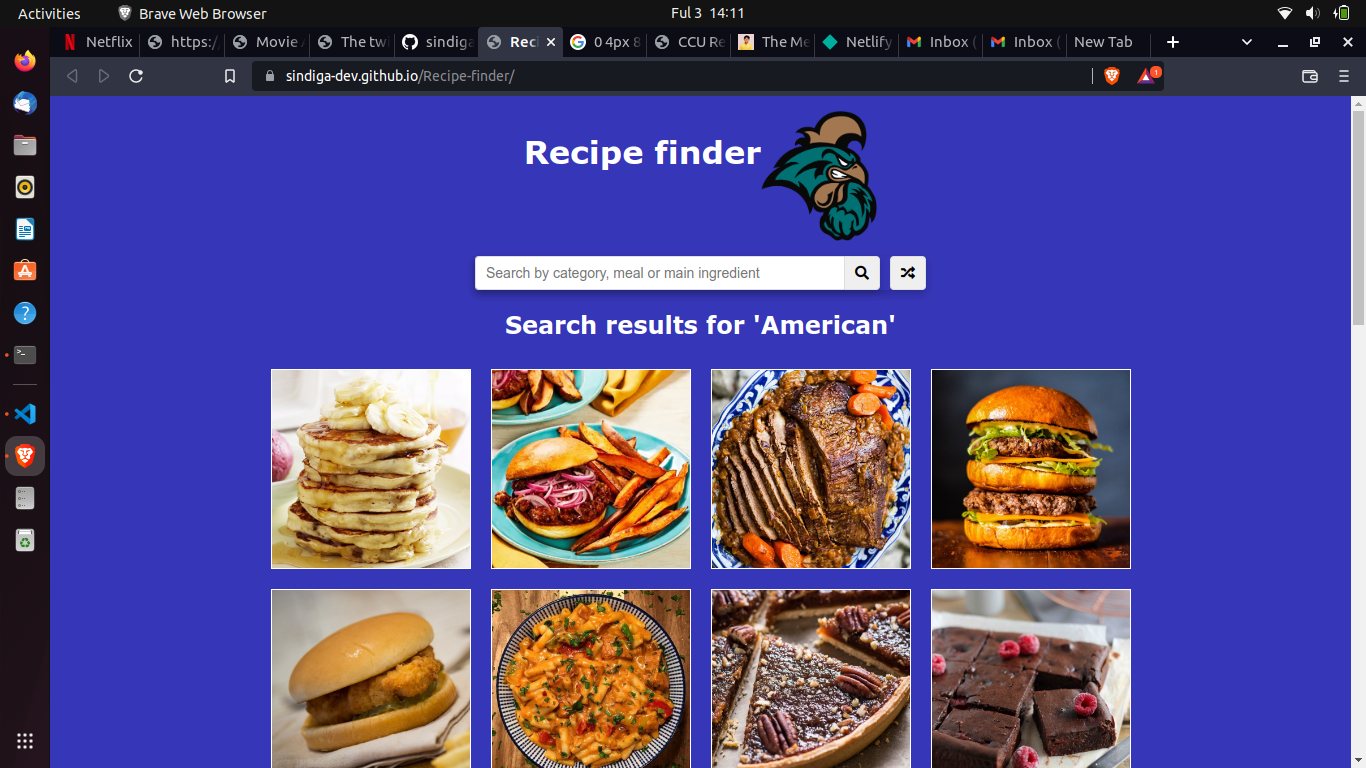 Activities
Brave Web Browser
Ful 3 14:11
Netflix
https:/
Movie
The twi
sindiga
Reci
0 4px 8
CCU Re
The Me
Netlify
Inbox (
Inbox (
New Tab
sindiga-dev.github.io/Recipe-finder/
1
Recipe finder
Search by category, meal or main ingredient
Search results for 'American'